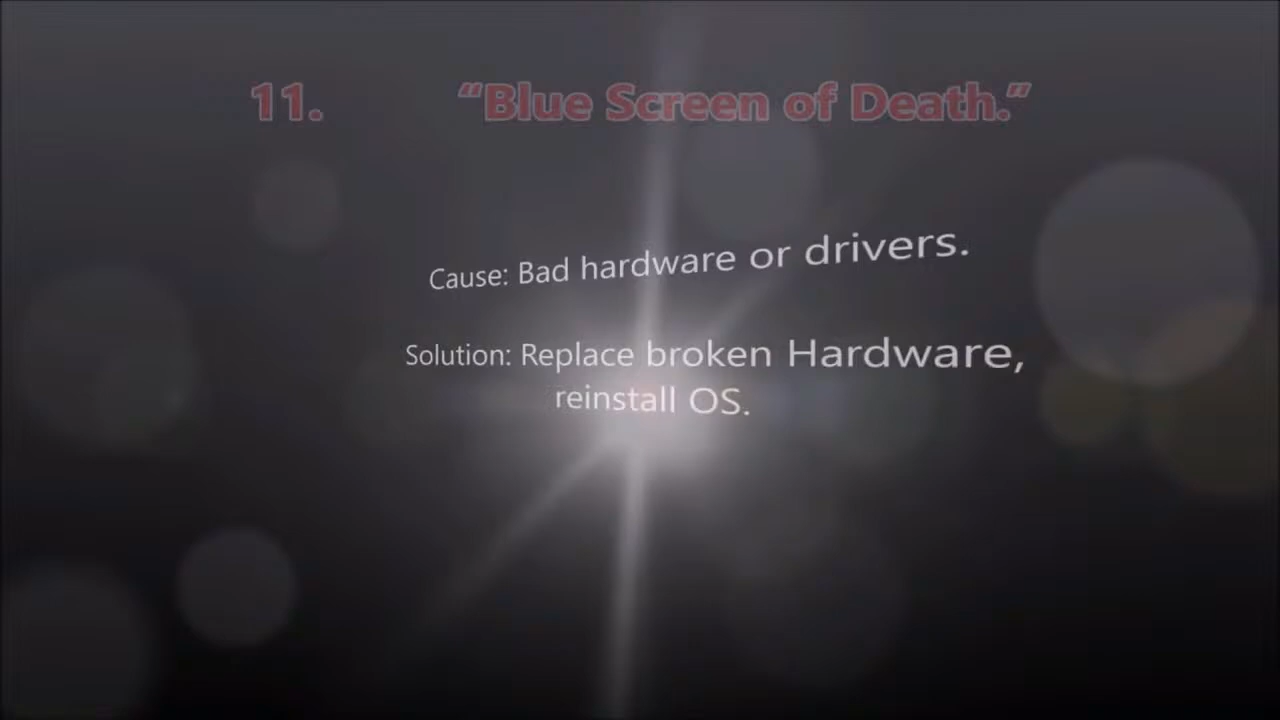 11. “Blue Screen of Death.”
Cause: Bad hardware or drivers.
Solution: Replace broken Hardware,
reinstall OS.